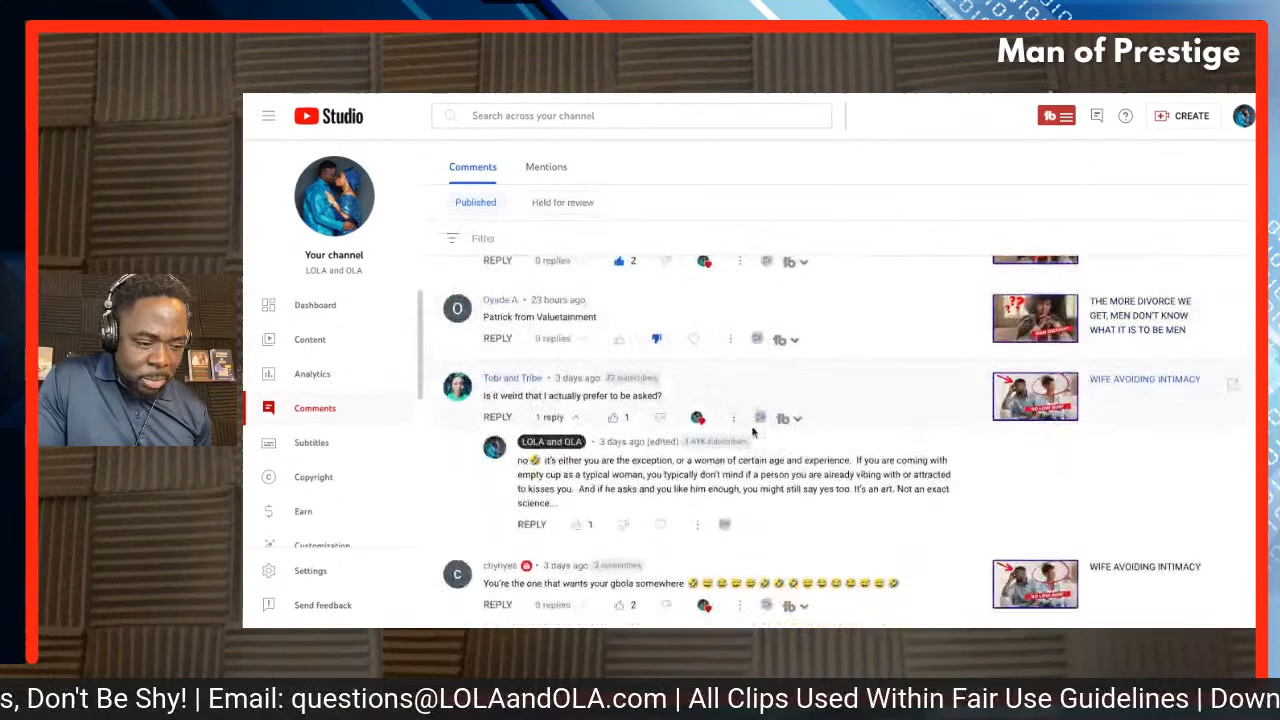 Man of Prestige
Studio
Search across your channel
CREATE
Your channel
LOLA and OLA
Dashboard
Content
Analytics
Comments
Subtitles
Copyright
Earn
Customization
Settings
Send feedback
Comments
Mentions
Published
Held for review
Filter
REPLY 0 replies 2
Oyade A • 23 hours ago
Patrick from Valuetainment
REPLY 0 replies
THE MORE DIVORCE WE
GET, MEN DON'T KNOW
WHAT IT IS TO BE MEN
Tobi and Tribe • 3 days ago
Is it weird that I actually prefer to be asked?
REPLY 1 reply 1
WIFE AVOIDING INTIMACY
LOLA and OLA • 3 days ago (edited)
no🤣 it's either you are the exception, or a woman of certain age and experience. If you are coming with
empty cup as a typical woman, you typically don't mind if a person you are already vibing with or attracted
to kisses you. And if he asks and you like him enough, you might still say yes too. It's an art. Not an exact
science...
REPLY 1
chyhyes • 3 days ago
You're the one that wants your gbola somewhere
REPLY 0 replies 2
WIFE AVOIDING INTIMACY
s, Don't Be Shy! | Email: questions@LOLAandOLA.com | All Clips Used Within Fair Use Guidelines | Down